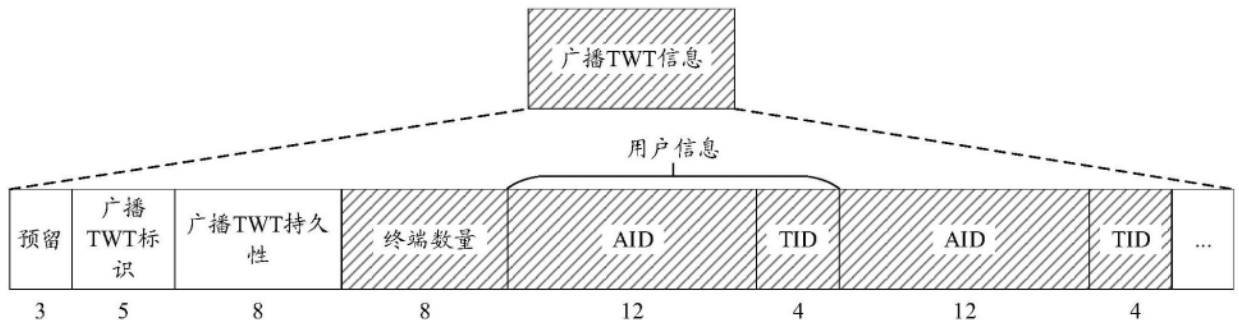 广播TWT信息
用户信息
预留
广播
TWT标
识
广播TWT持久
性
终端数量
AID
TID
AID
TID
...
3
5
8
8
12
4
12
4